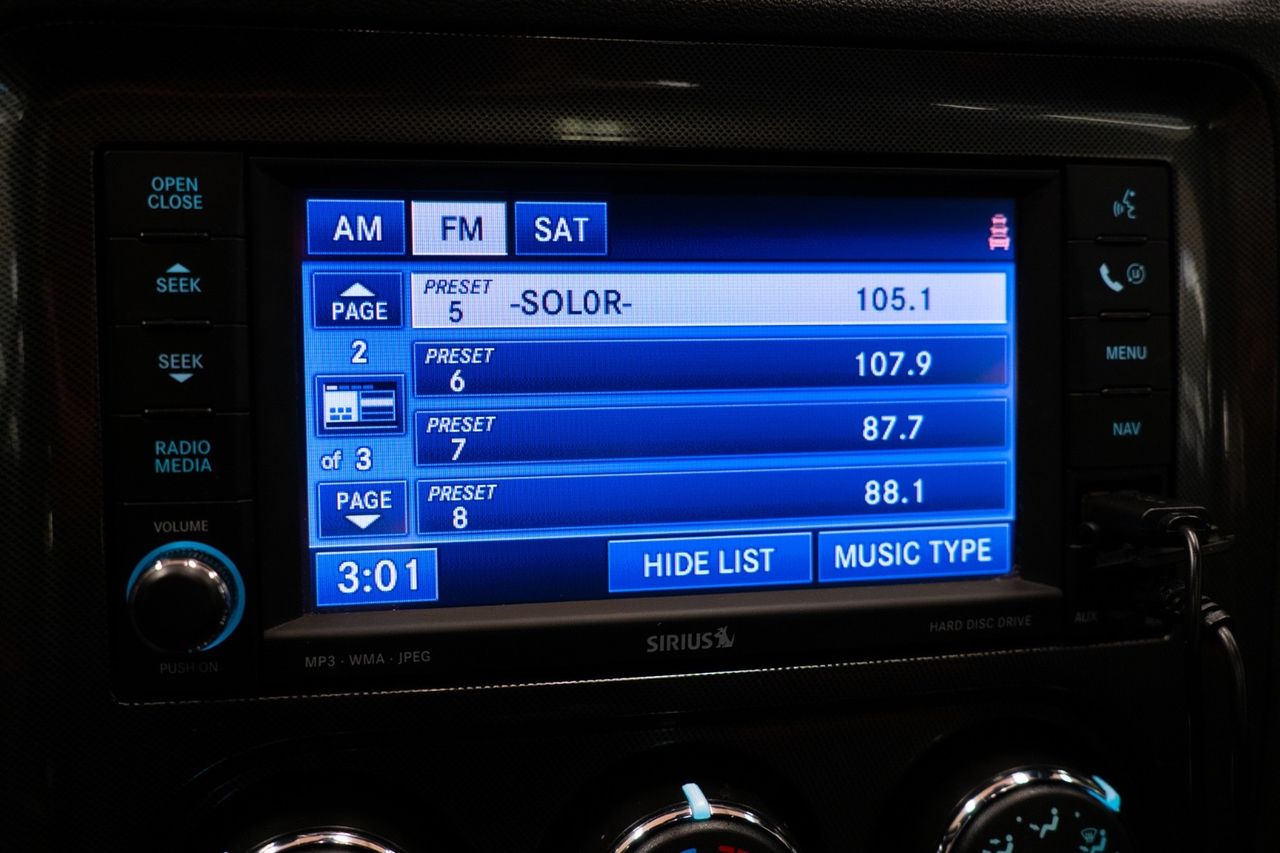 OPEN
CLOSE
SEEK
SEEK
RADIO
MEDIA
VOLUME
PUSH ON
AM FM SAT
PAGE
2
of 3
PAGE
PRESET
5 -SOL0R- 105.1
PRESET
6 107.9
PRESET
7 87.7
PRESET
8 88.1
3:01 HIDE LIST MUSIC TYPE
MENU
NAV
AUX
MP3 · WMA · JPEG
SIRIUS
HARD DISC DRIVE